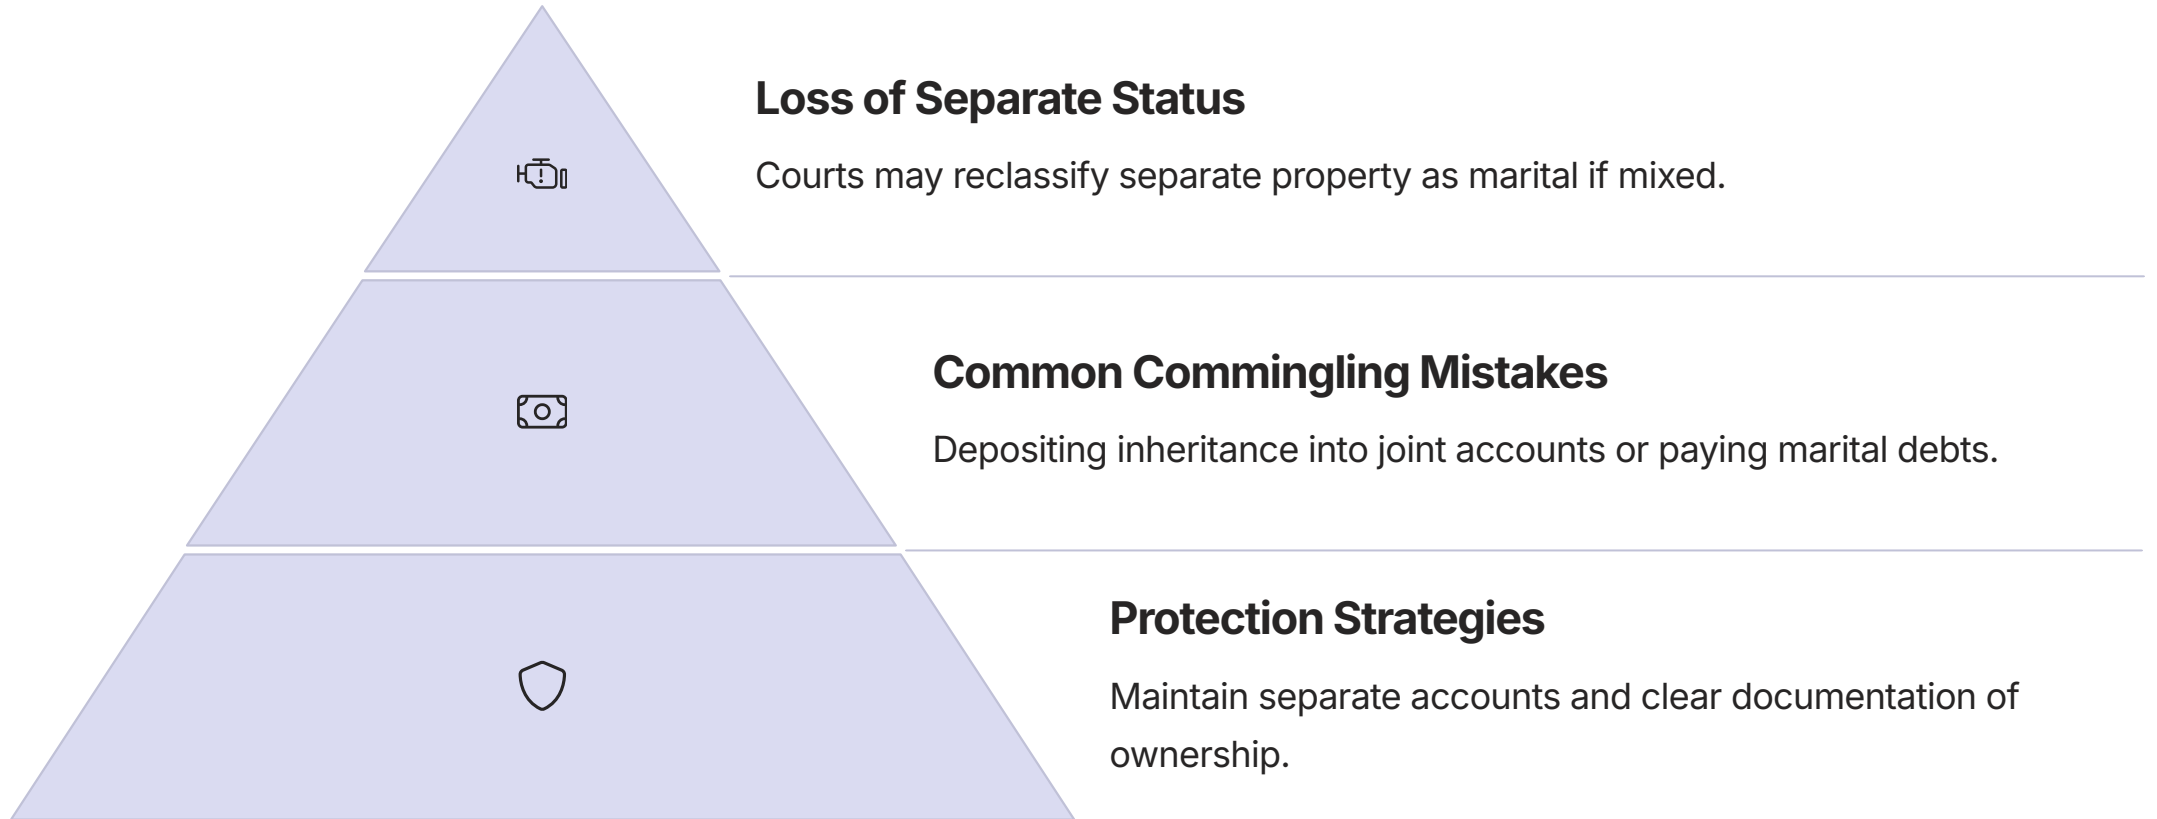 Loss of Separate Status
Courts may reclassify separate property as marital if mixed.
Common Commingling Mistakes
Depositing inheritance into joint accounts or paying marital debts.
Protection Strategies
Maintain separate accounts and clear documentation of
ownership.